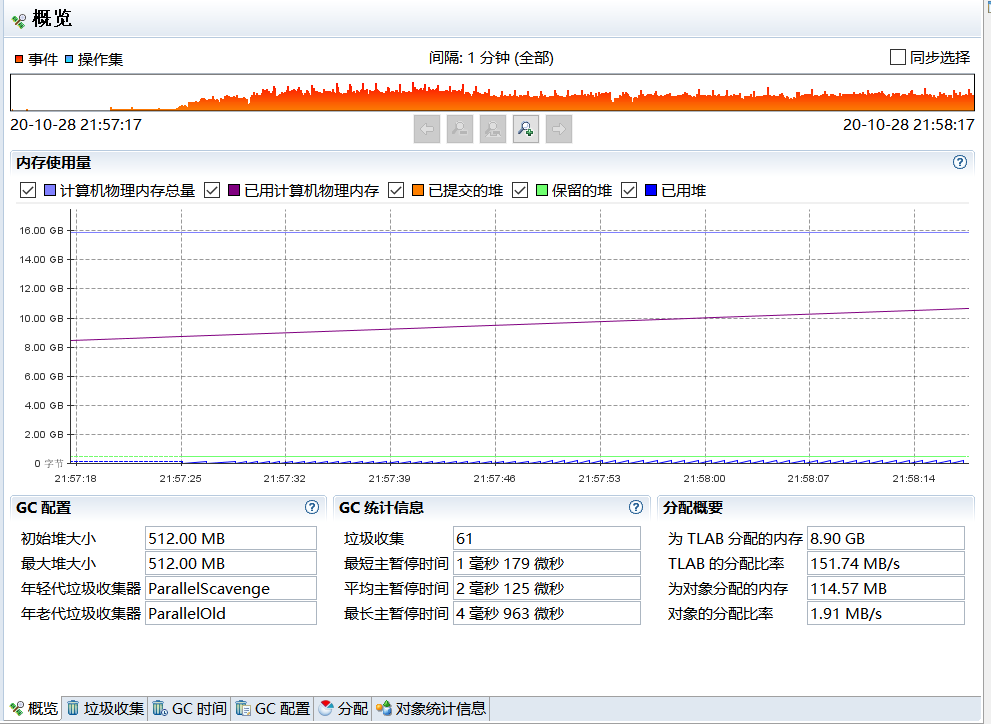 概览
事件 操作集 间隔: 1 分钟 (全部) 同步选择
20-10-28 21:57:17 20-10-28 21:58:17
内存使用量
计算机物理内存总量 已用计算机物理内存 已提交的堆 保留的堆 已用堆
16.00 GB
14.00 GB
12.00 GB
10.00 GB
8.00 GB
6.00 GB
4.00 GB
2.00 GB
0 字节
21:57:18 21:57:25 21:57:32 21:57:39 21:57:46 21:57:53 21:58:00 21:58:07 21:58:14
GC 配置
初始堆大小 512.00 MB
最大堆大小 512.00 MB
年轻代垃圾收集器 ParallelScavenge
年老代垃圾收集器 ParallelOld
GC 统计信息
垃圾收集 61
最短主暂停时间 1 毫秒 179 微秒
平均主暂停时间 2 毫秒 125 微秒
最长主暂停时间 4 毫秒 963 微秒
分配概要
为 TLAB 分配的内存 8.90 GB
TLAB 的分配比率 151.74 MB/s
为对象分配的内存 114.57 MB
对象的分配比率 1.91 MB/s
概览 垃圾收集 GC 时间 GC 配置 分配 对象统计信息